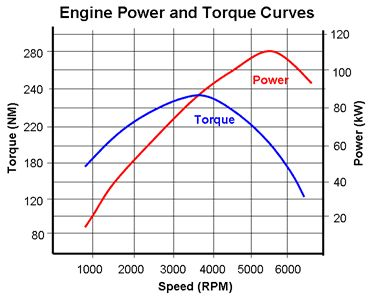 Engine Power and Torque Curves
120
280
100
Power
240
80
Torque
220
60
180
40
120
20
80
Torque (NM)
Power (kW)
1000 2000 3000 4000 5000 6000
Speed (RPM)